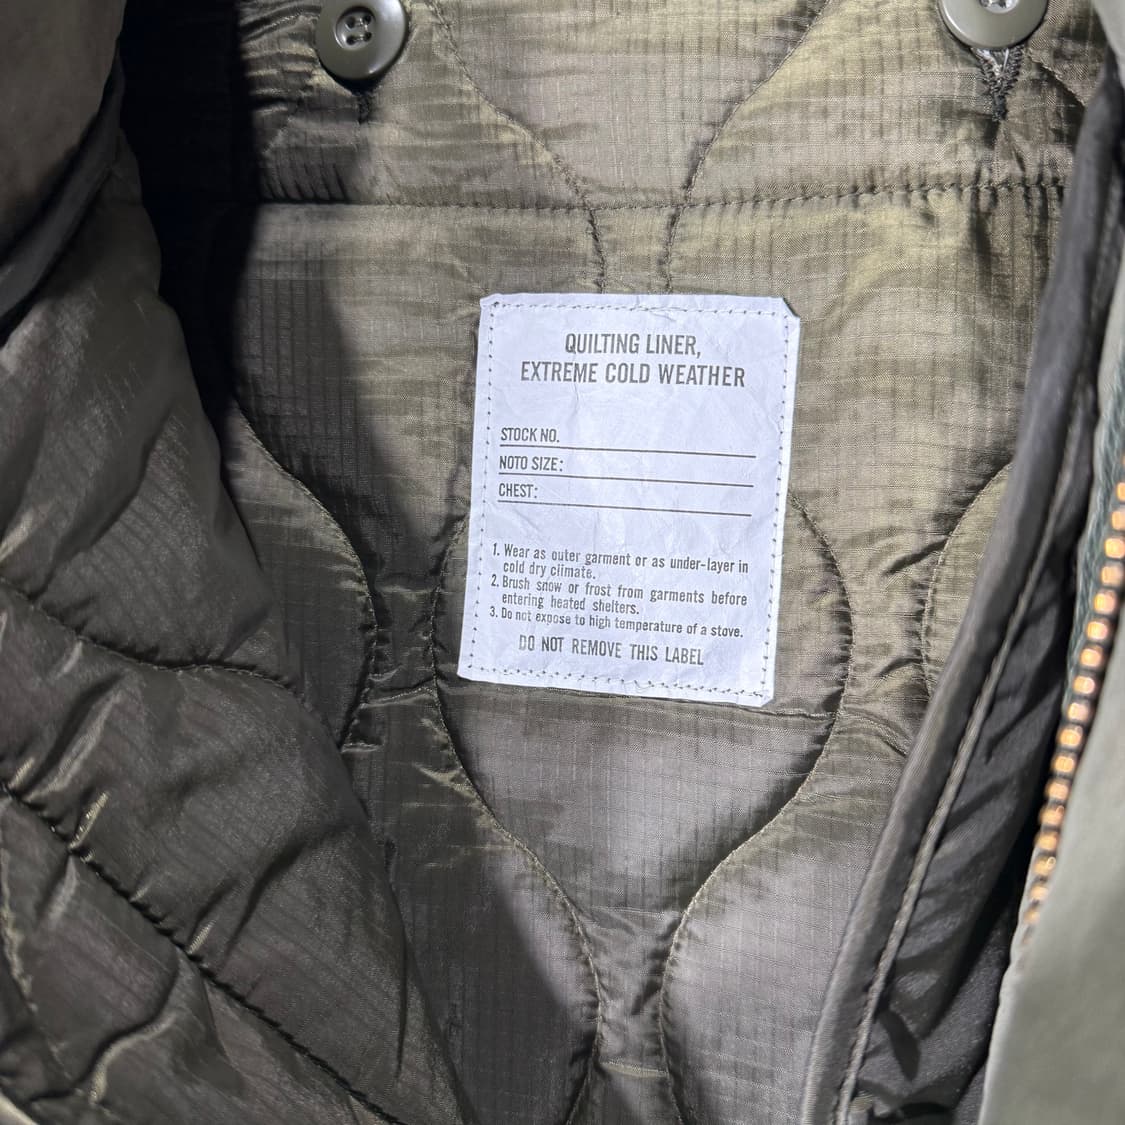 QUILTING LINER,
EXTREME COLD WEATHER
STOCK NO.
NOTO SIZE:
CHEST:
1. Wear as outer garment or as under-layer in
cold dry climate.
2. Brush snow or frost from garments before
entering heated shelters.
3. Do not expose to high temperature of a stove.
DO NOT REMOVE THIS LABEL